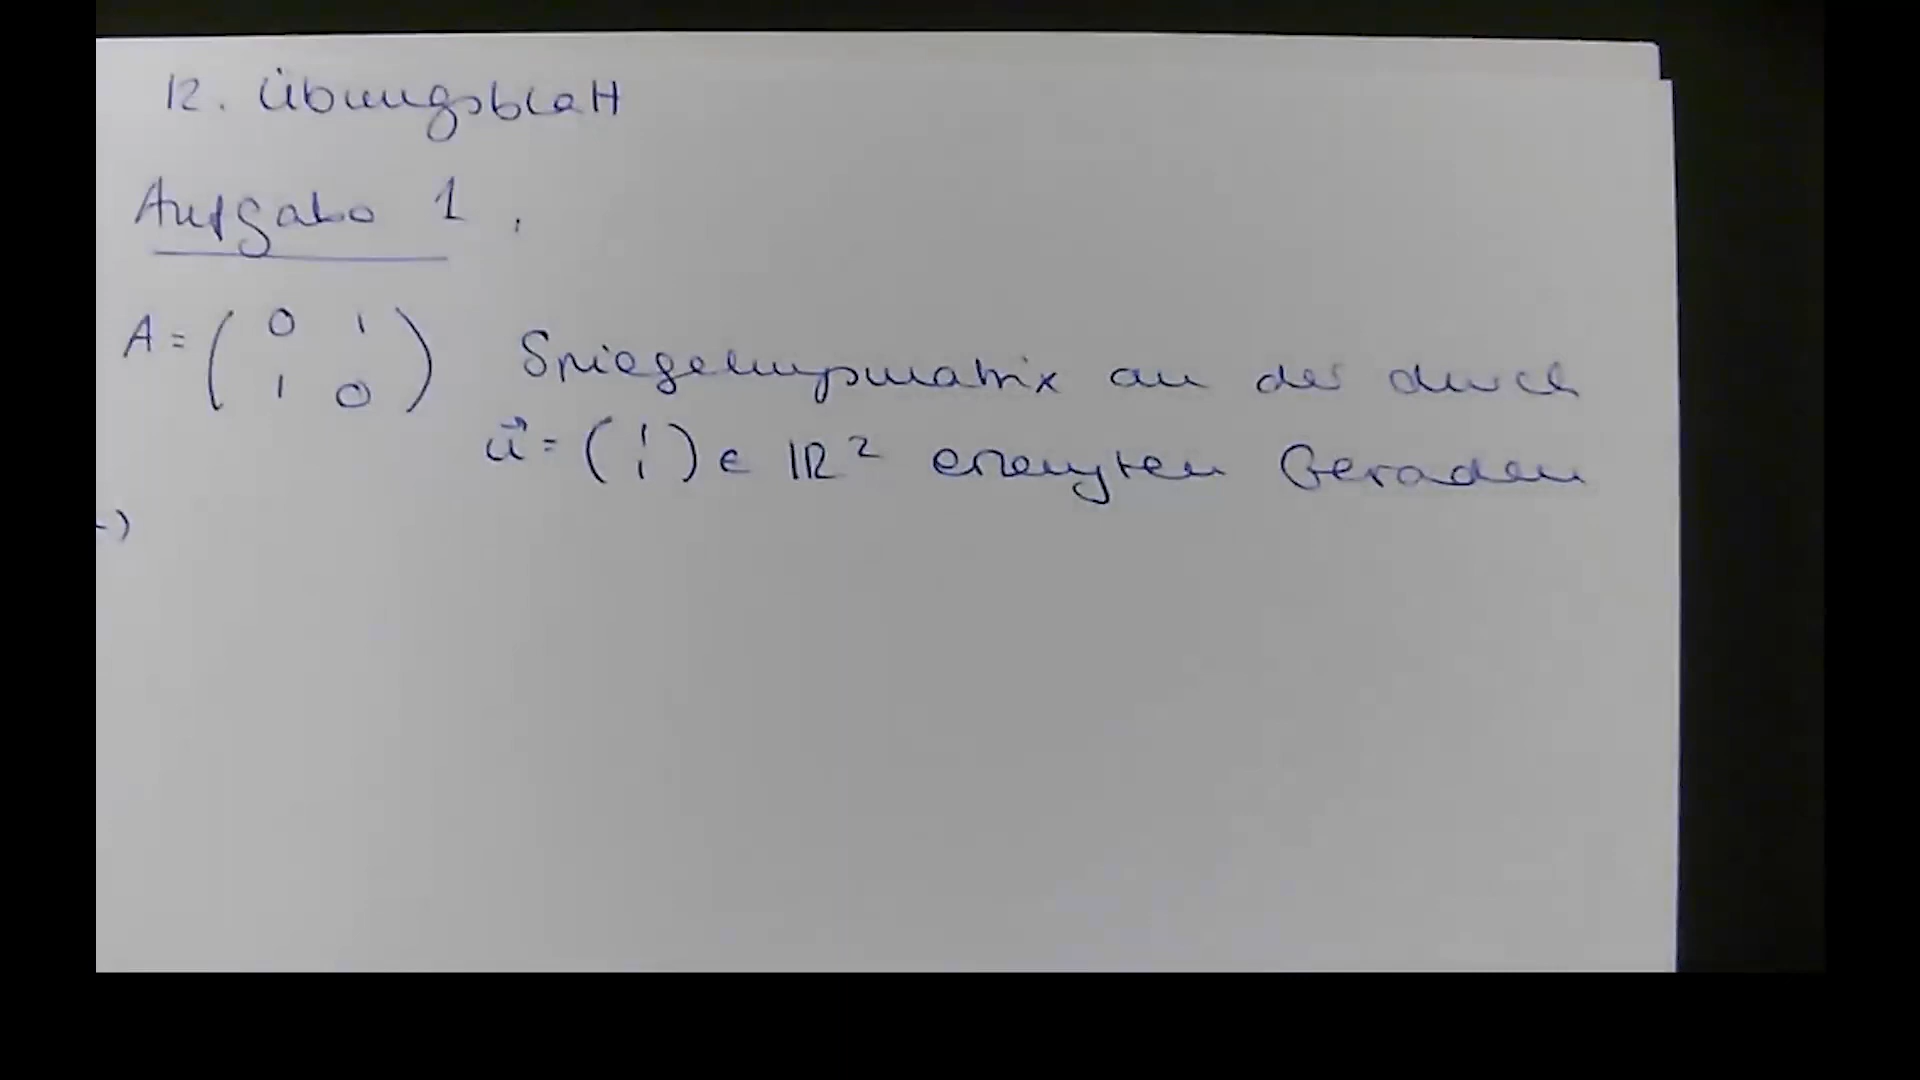 12. Übungsblatt
Aufgabe 1.
A = ( 0 1 ; 1 0 ) Spiegelungsmatrix an der durch
u⃗ = ( 1 ; 1 ) ∈ ℝ² erzeugten Geraden
)